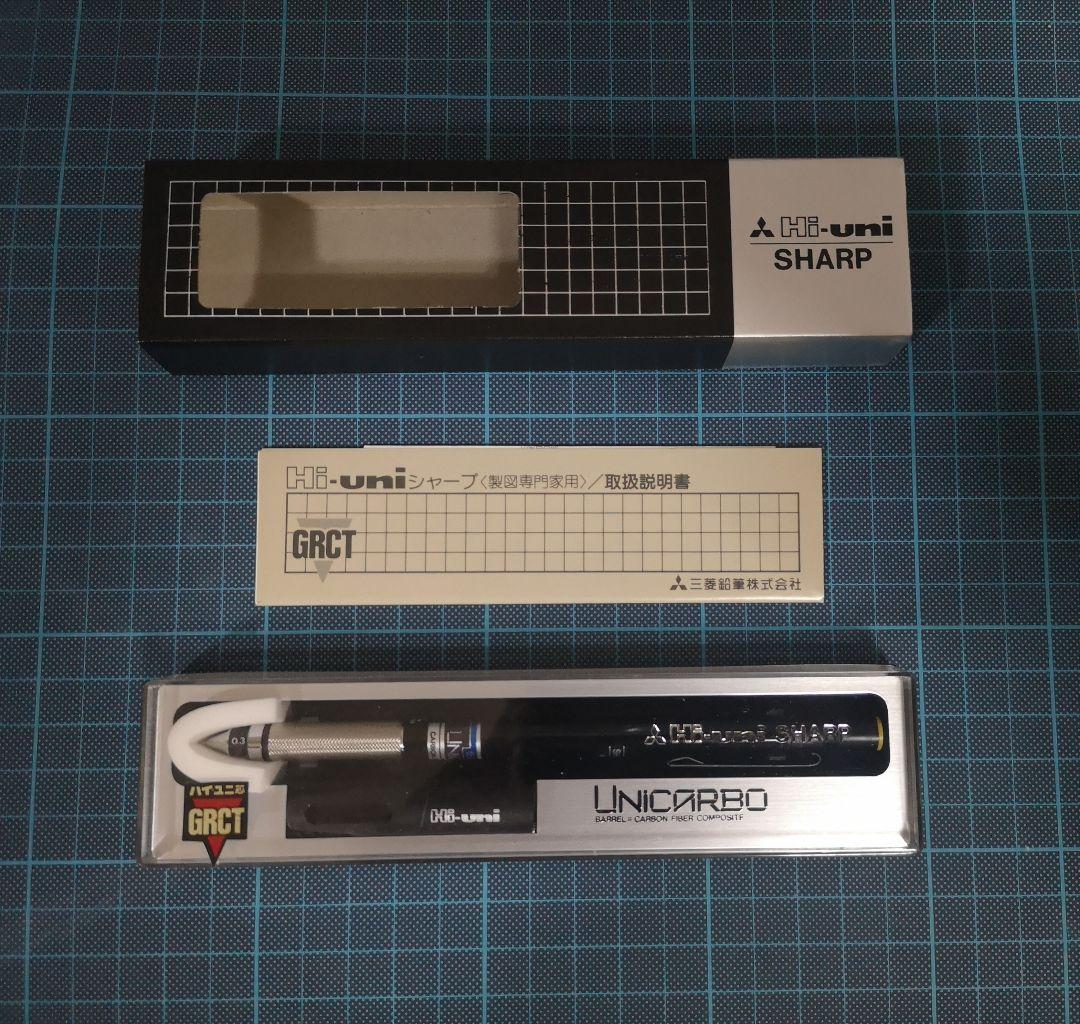 Hi-uni
SHARP
Hi-uniシャープ〈製図専門家用〉／取扱説明書
GRCT
三菱鉛筆株式会社
0.3
Hi-uni SHARP
ハイユニ芯
GRCT
Hi-uni
UNICARBO
BARREL = CARBON FIBER COMPOSITE